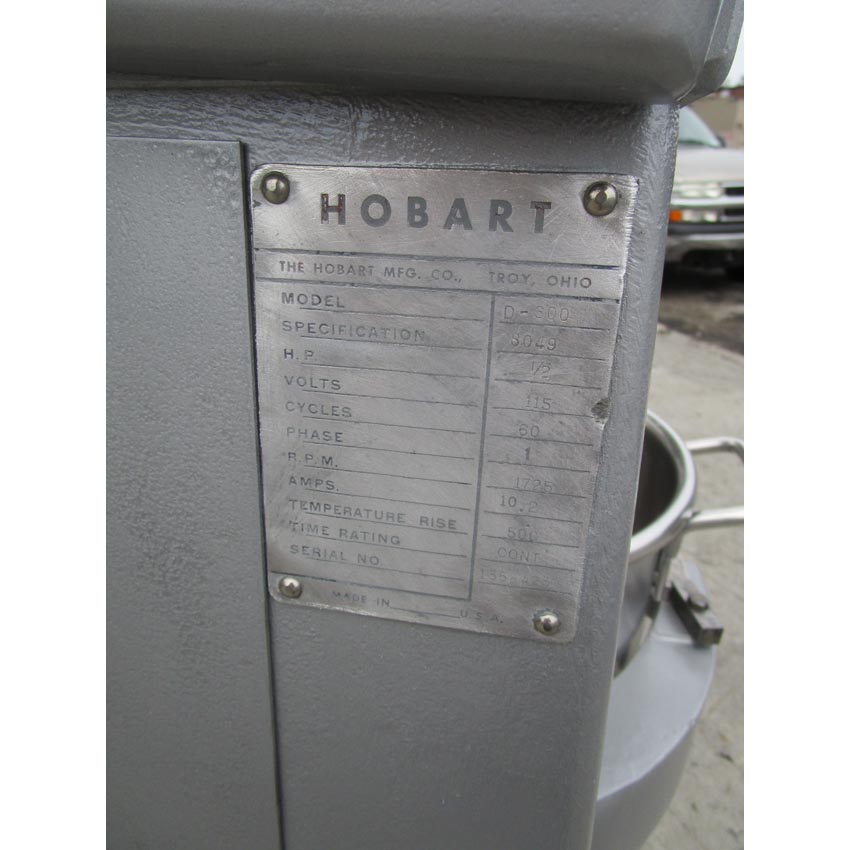 HOBART
THE HOBART MFG. CO., TROY, OHIO
MODEL D-300
SPECIFICATION 8049
H.P. 1/2
VOLTS 115
CYCLES 60
PHASE 1
R.P.M. 1725
AMPS. 10.2
TEMPERATURE RISE 50C
TIME RATING CONT
SERIAL NO.
MADE IN U.S.A.